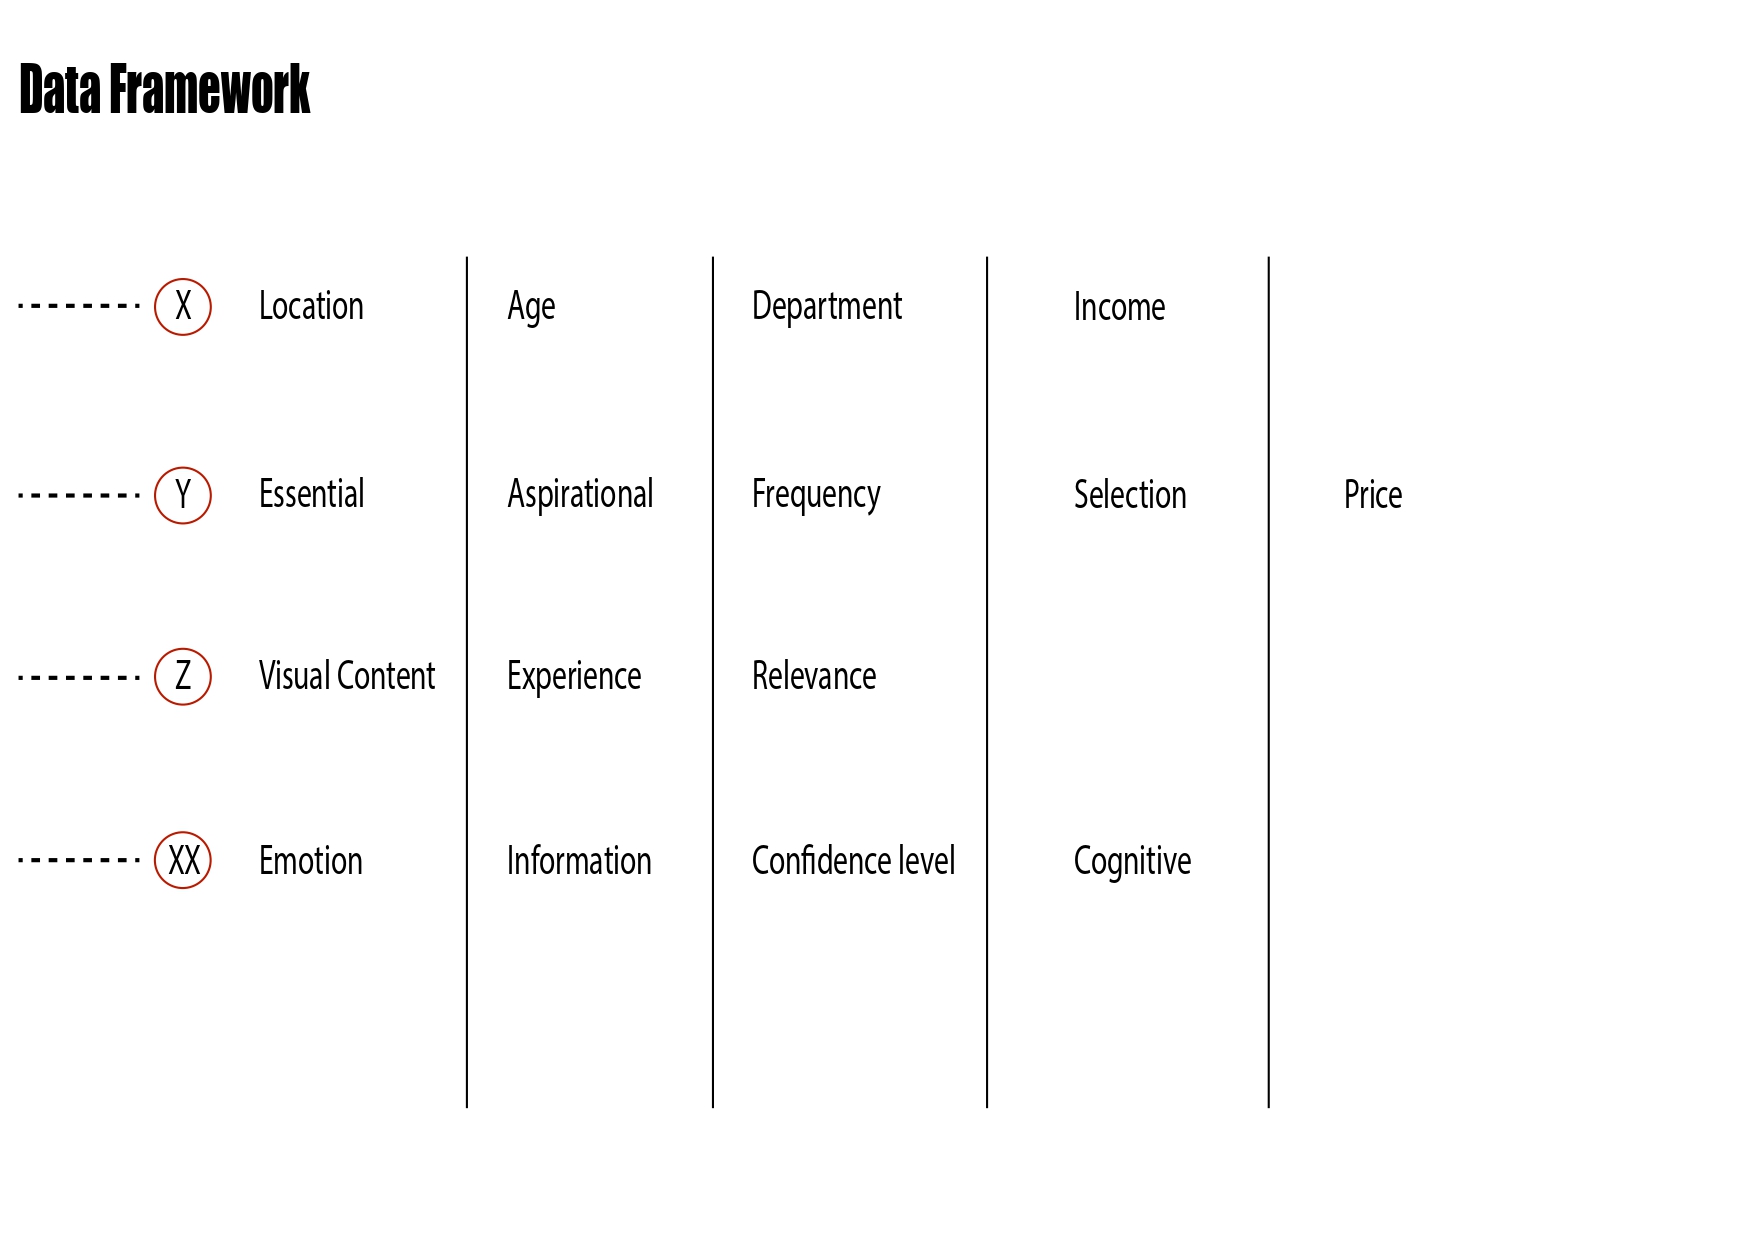 Data Framework
X Location Age Department Income
Y Essential Aspirational Frequency Selection Price
Z Visual Content Experience Relevance
XX Emotion Information Confidence level Cognitive